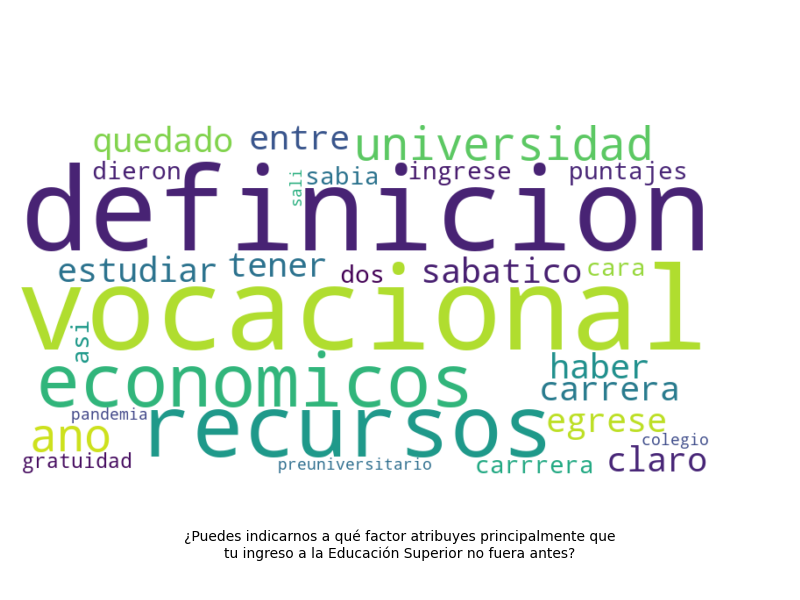 quedado entre universidad
dieron sali sabia ingrese puntajes
definicion
estudiar tener dos sabatico cara
vocacional
asi
economicos haber
carrera
pandemia recursos egrese
ano colegio
gratuidad preuniversitario carrrera claro
¿Puedes indicarnos a qué factor atribuyes principalmente que
tu ingreso a la Educación Superior no fuera antes?